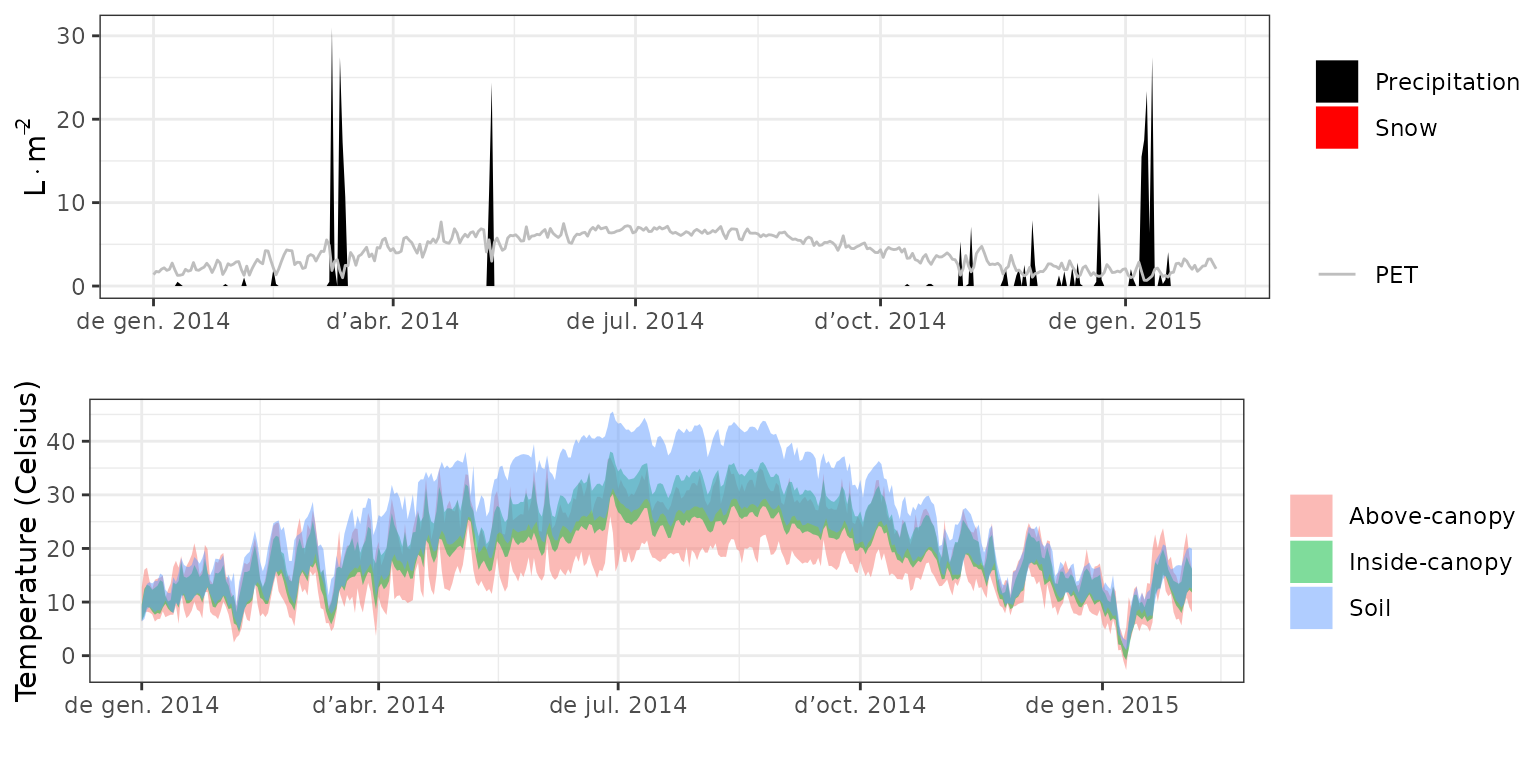 30
20
10
0
L · m⁻²
de gen. 2014 d’abr. 2014 de jul. 2014 d’oct. 2014 de gen. 2015
Precipitation
Snow
PET
40
30
20
10
0
Temperature (Celsius)
de gen. 2014 d’abr. 2014 de jul. 2014 d’oct. 2014 de gen. 2015
Above-canopy
Inside-canopy
Soil